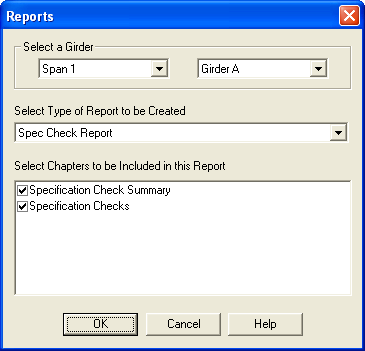 Reports
Select a Girder
Span 1 Girder A
Select Type of Report to be Created
Spec Check Report
Select Chapters to be Included in this Report
Specification Check Summary
Specification Checks
OK Cancel Help